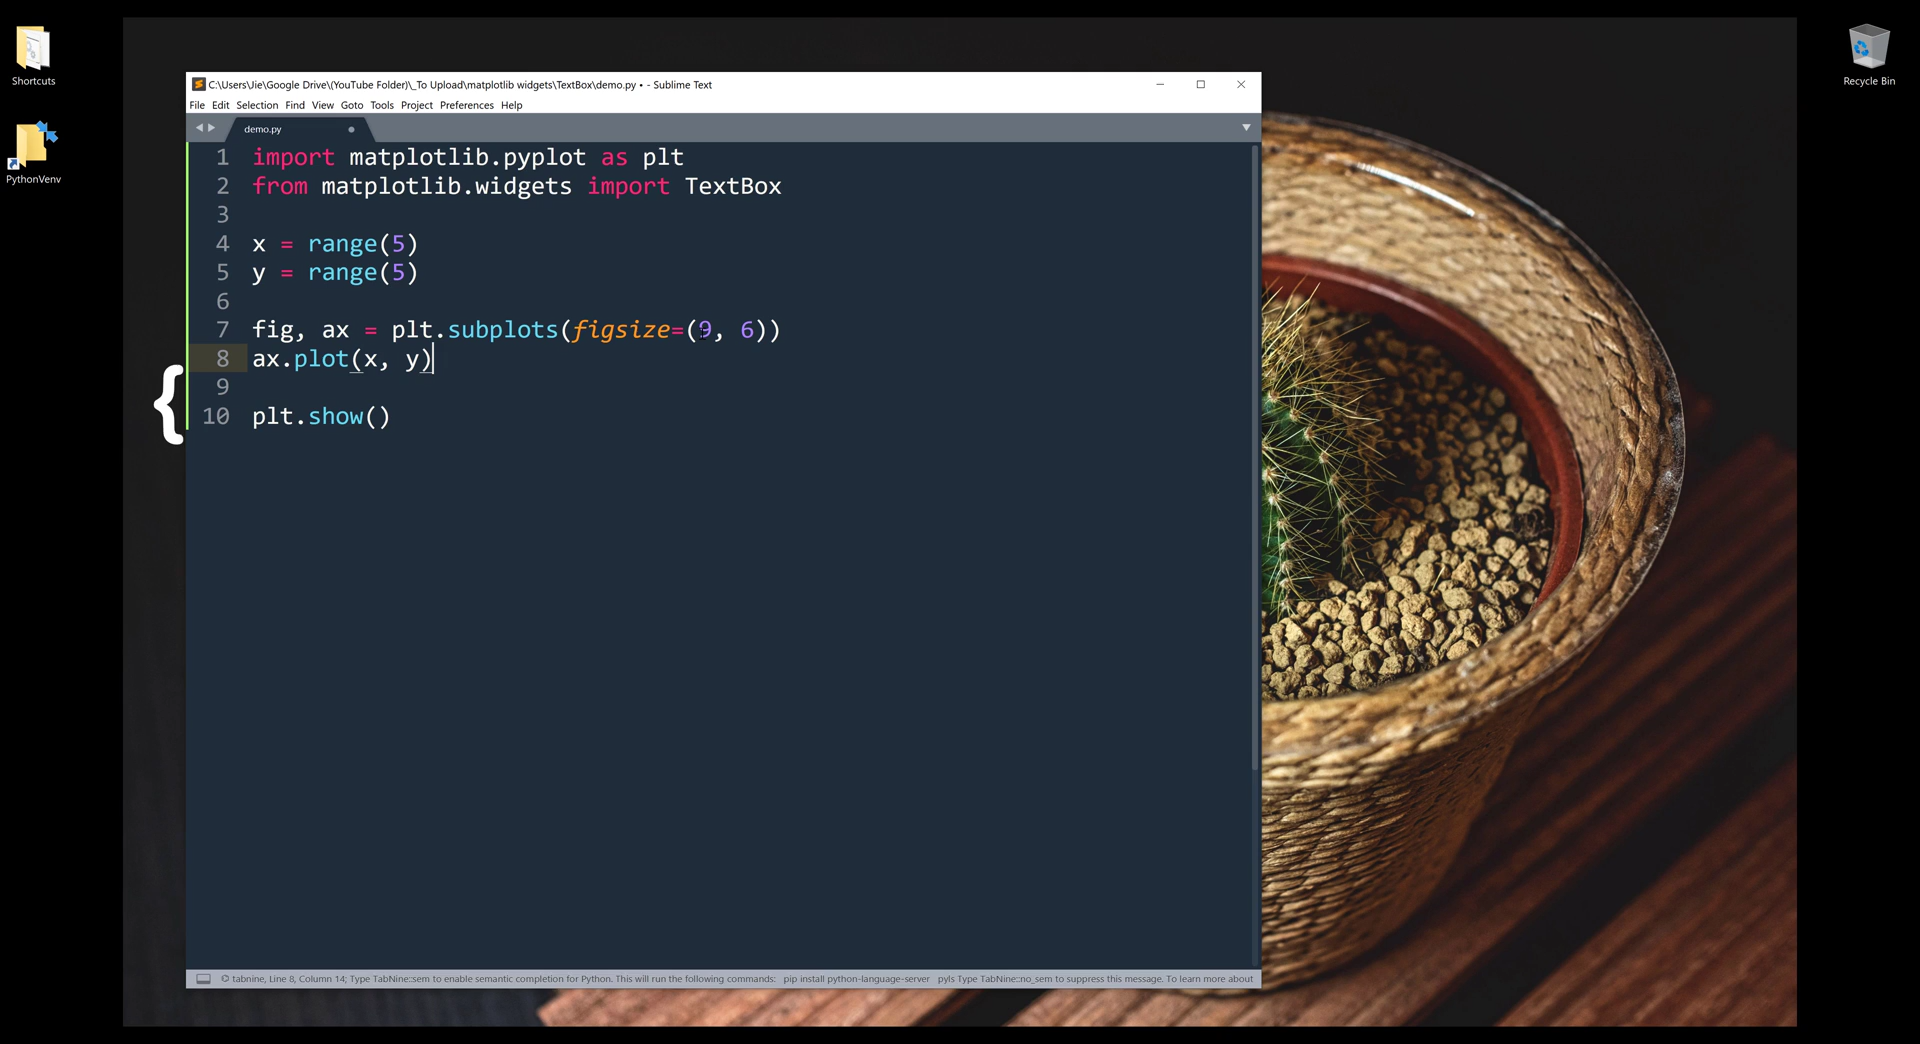 Shortcuts
PythonVenv
Recycle Bin
C:\Users\Jie\Google Drive\(YouTube Folder)\_To Upload\matplotlib widgets\TextBox\demo.py • - Sublime Text
File Edit Selection Find View Goto Tools Project Preferences Help
demo.py
1 import matplotlib.pyplot as plt
2 from matplotlib.widgets import TextBox
3
4 x = range(5)
5 y = range(5)
6
7 fig, ax = plt.subplots(figsize=(9, 6))
8 ax.plot(x, y)
9
10 plt.show()
{
tabnine, Line 8, Column 14; Type TabNine::sem to enable semantic completion for Python. This will run the following commands: pip install python-language-server pyls Type TabNine::no_sem to suppress this message. To learn more about